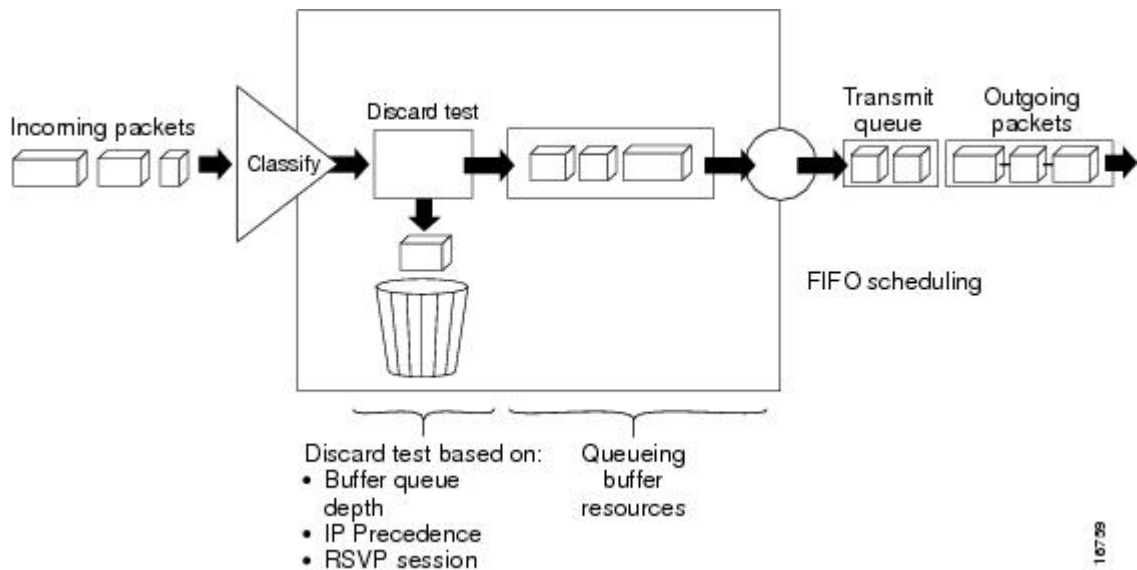 Incoming packets
Classify
Discard test
Transmit
queue
Outgoing
packets
FIFO scheduling
Discard test based on:
• Buffer queue
depth
• IP Precedence
• RSVP session
Queueing
buffer
resources
16759